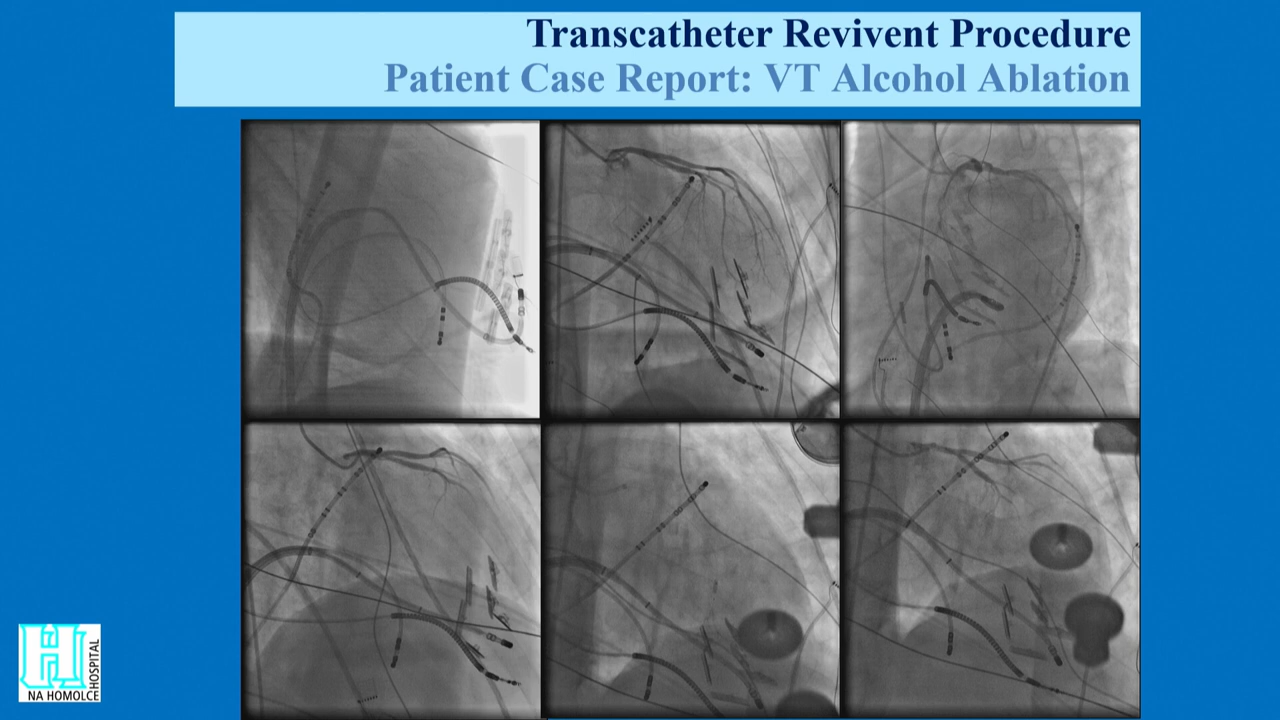 Transcatheter Revivent Procedure
Patient Case Report: VT Alcohol Ablation
NA HOMOLCE
HOSPITAL